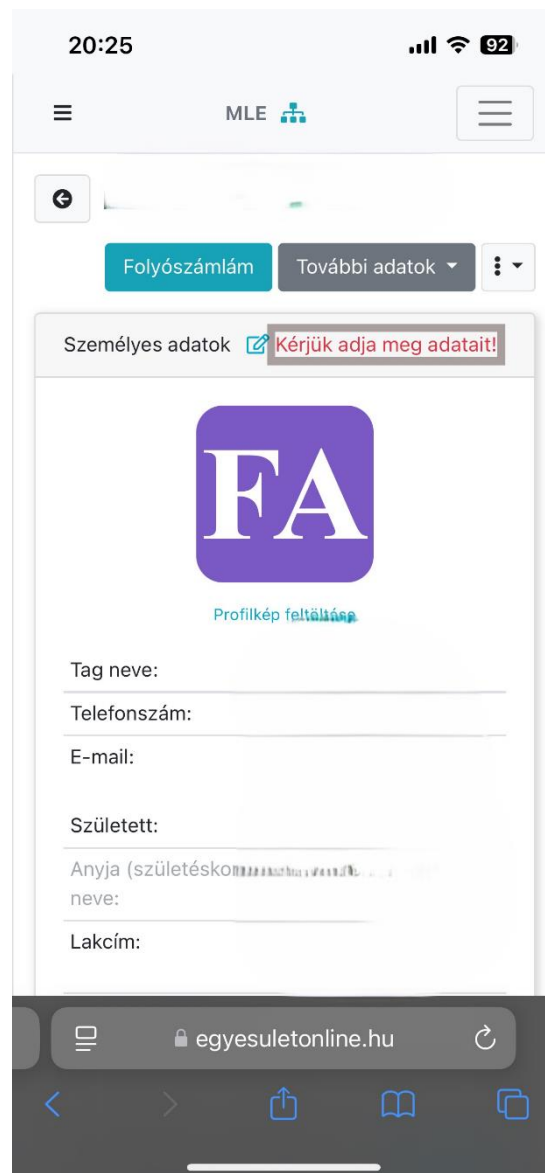 20:25
92
MLE
Folyószámlám
További adatok
Személyes adatok
Kérjük adja meg adatait!
FA
Profilkép feltöltése
Tag neve:
Telefonszám:
E-mail:
Született:
Anyja
neve:
Lakcím:
egyesuletonline.hu